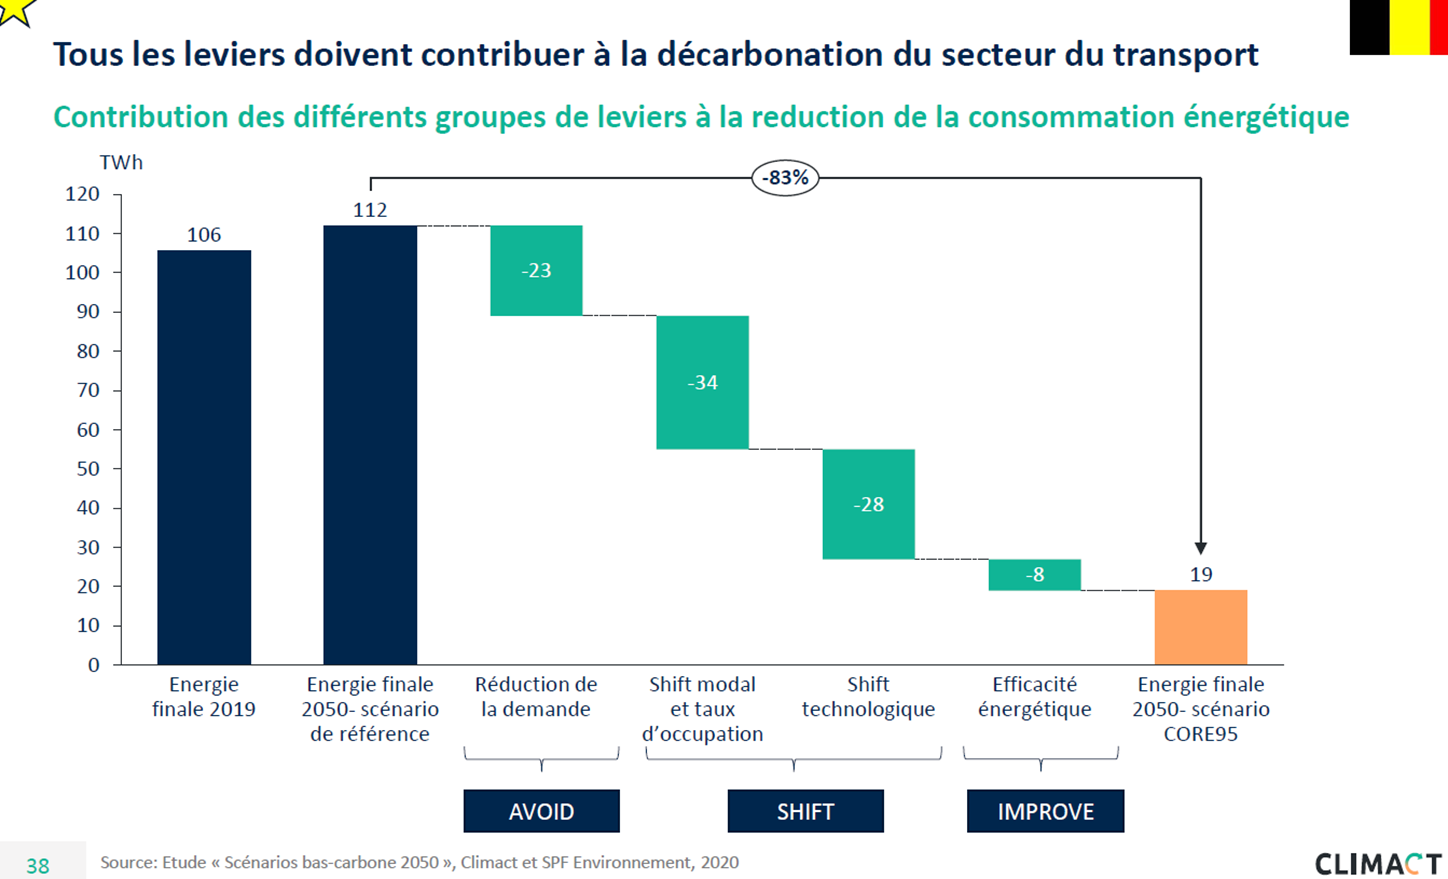 Tous les leviers doivent contribuer à la décarbonation du secteur du transport
Contribution des différents groupes de leviers à la reduction de la consommation énergétique
TWh
-83%
120
110
100
90
80
70
60
50
40
30
20
10
0
106
112
-23
-34
-28
-8
19
Energie
finale 2019
Energie finale
2050- scénario
de référence
Réduction de
la demande
Shift modal
et taux
d’occupation
Shift
technologique
Efficacité
énergétique
Energie finale
2050- scénario
CORE95
AVOID
SHIFT
IMPROVE
38
Source: Etude « Scénarios bas-carbone 2050 », Climact et SPF Environnement, 2020
CLIMACT